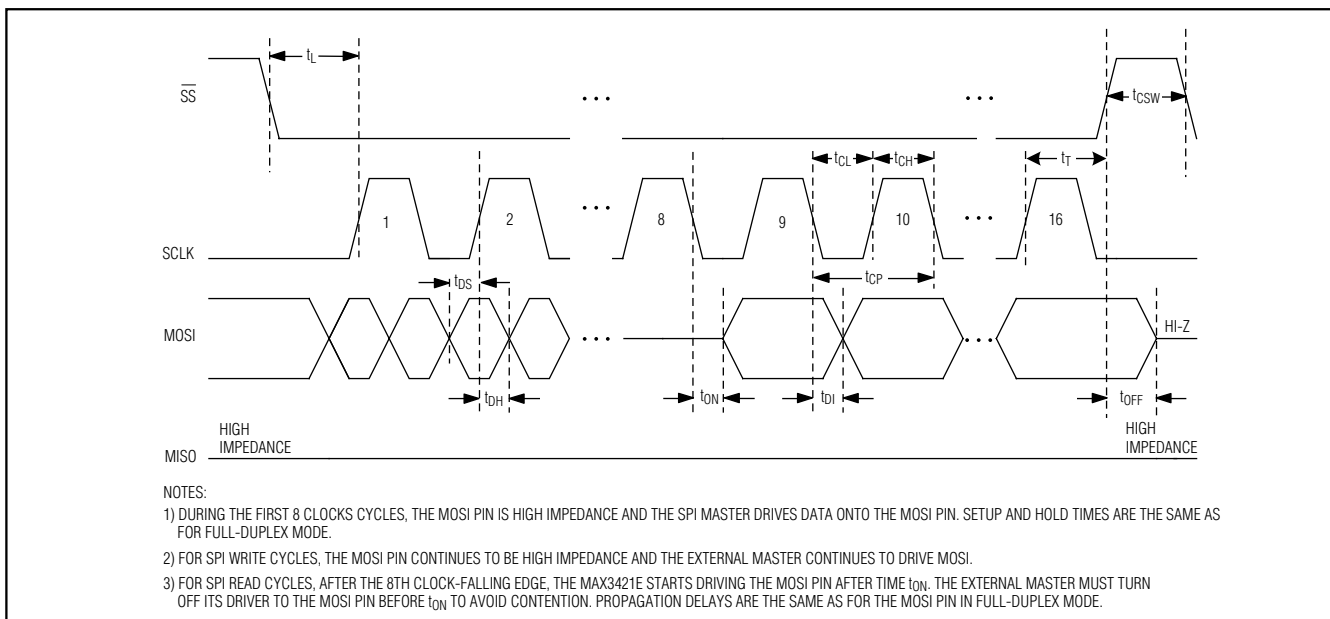 tL
SS
tCSW
tCL tCH tT
1 2 8 9 10 16
SCLK
tCP
tDS
MOSI
HI-Z
tDH tON tDI tOFF
HIGH
IMPEDANCE
HIGH
IMPEDANCE
MISO
NOTES:
1) DURING THE FIRST 8 CLOCKS CYCLES, THE MOSI PIN IS HIGH IMPEDANCE AND THE SPI MASTER DRIVES DATA ONTO THE MOSI PIN. SETUP AND HOLD TIMES ARE THE SAME AS
FOR FULL-DUPLEX MODE.
2) FOR SPI WRITE CYCLES, THE MOSI PIN CONTINUES TO BE HIGH IMPEDANCE AND THE EXTERNAL MASTER CONTINUES TO DRIVE MOSI.
3) FOR SPI READ CYCLES, AFTER THE 8TH CLOCK-FALLING EDGE, THE MAX3421E STARTS DRIVING THE MOSI PIN AFTER TIME tON. THE EXTERNAL MASTER MUST TURN
OFF ITS DRIVER TO THE MOSI PIN BEFORE tON TO AVOID CONTENTION. PROPAGATION DELAYS ARE THE SAME AS FOR THE MOSI PIN IN FULL-DUPLEX MODE.